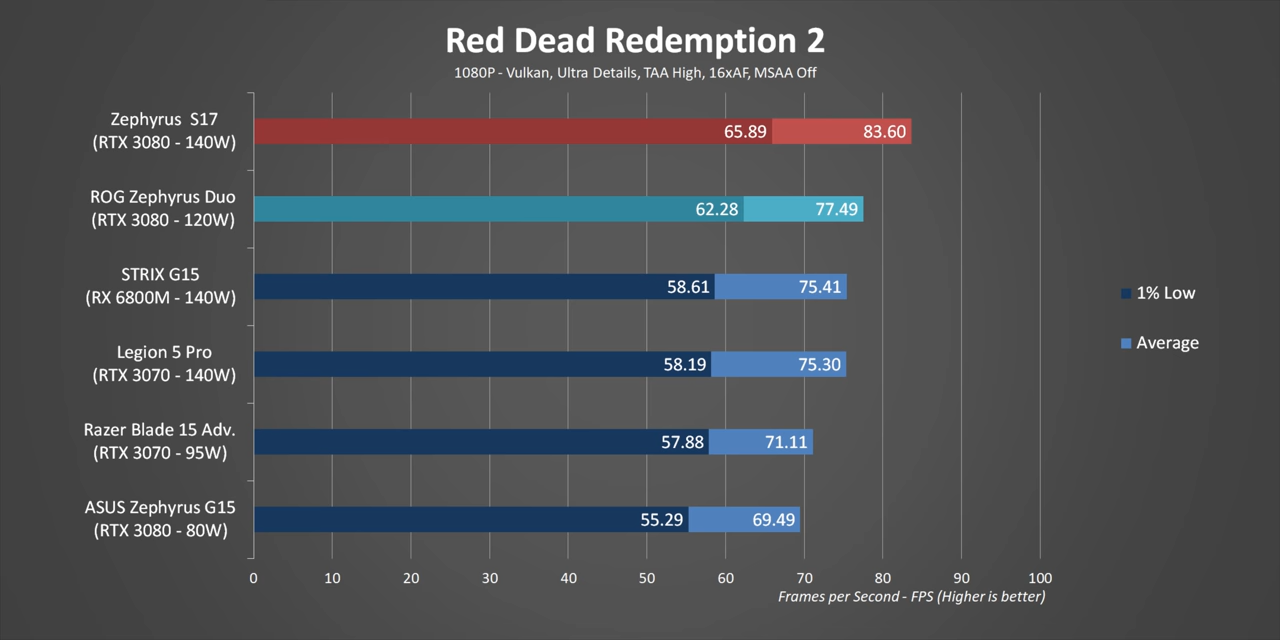 Red Dead Redemption 2
1080P - Vulkan, Ultra Details, TAA High, 16xAF, MSAA Off
Zephyrus S17
(RTX 3080 - 140W)
65.89
83.60
ROG Zephyrus Duo
(RTX 3080 - 120W)
62.28
77.49
STRIX G15
(RX 6800M - 140W)
58.61
75.41
Legion 5 Pro
(RTX 3070 - 140W)
58.19
75.30
Razer Blade 15 Adv.
(RTX 3070 - 95W)
57.88
71.11
ASUS Zephyrus G15
(RTX 3080 - 80W)
55.29
69.49
1% Low
Average
0 10 20 30 40 50 60 70 80 90 100
Frames per Second - FPS (Higher is better)